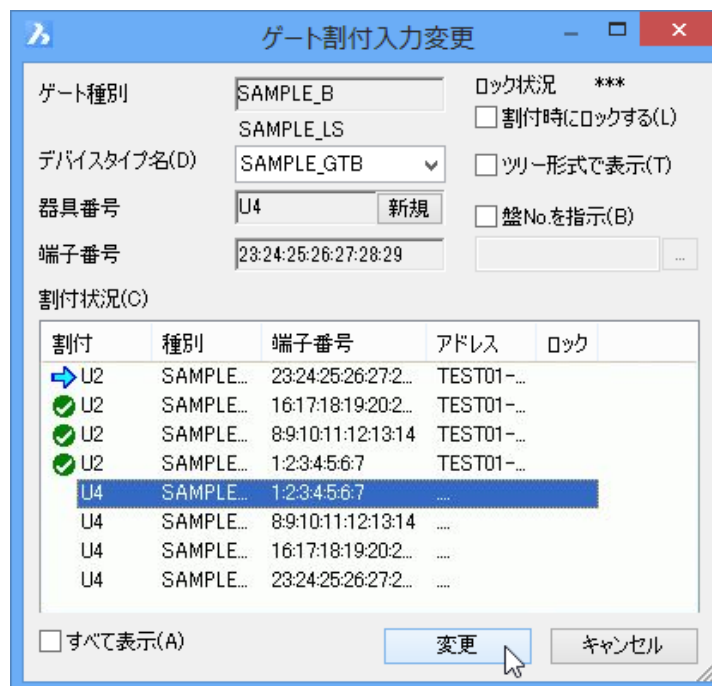 ゲート割付入力変更
ゲート種別 SAMPLE_B ロック状況 ***
SAMPLE_LS 割付時にロックする(L)
デバイスタイプ名(D) SAMPLE_GTB ツリー形式で表示(T)
器具番号 U4 新規 盤No.を指示(B)
端子番号 23:24:25:26:27:28:29 ...
割付状況(C)
割付 種別 端子番号 アドレス ロック
U2 SAMPLE... 23:24:25:26:27:2... TEST01-...
U2 SAMPLE... 16:17:18:19:20:2... TEST01-...
U2 SAMPLE... 8:9:10:11:12:13:14 TEST01-...
U2 SAMPLE... 1:2:3:4:5:6:7 TEST01-...
U4 SAMPLE... 1:2:3:4:5:6:7 ....
U4 SAMPLE... 8:9:10:11:12:13:14 ....
U4 SAMPLE... 16:17:18:19:20:2... ....
U4 SAMPLE... 23:24:25:26:27:2... ....
すべて表示(A) 変更 キャンセル